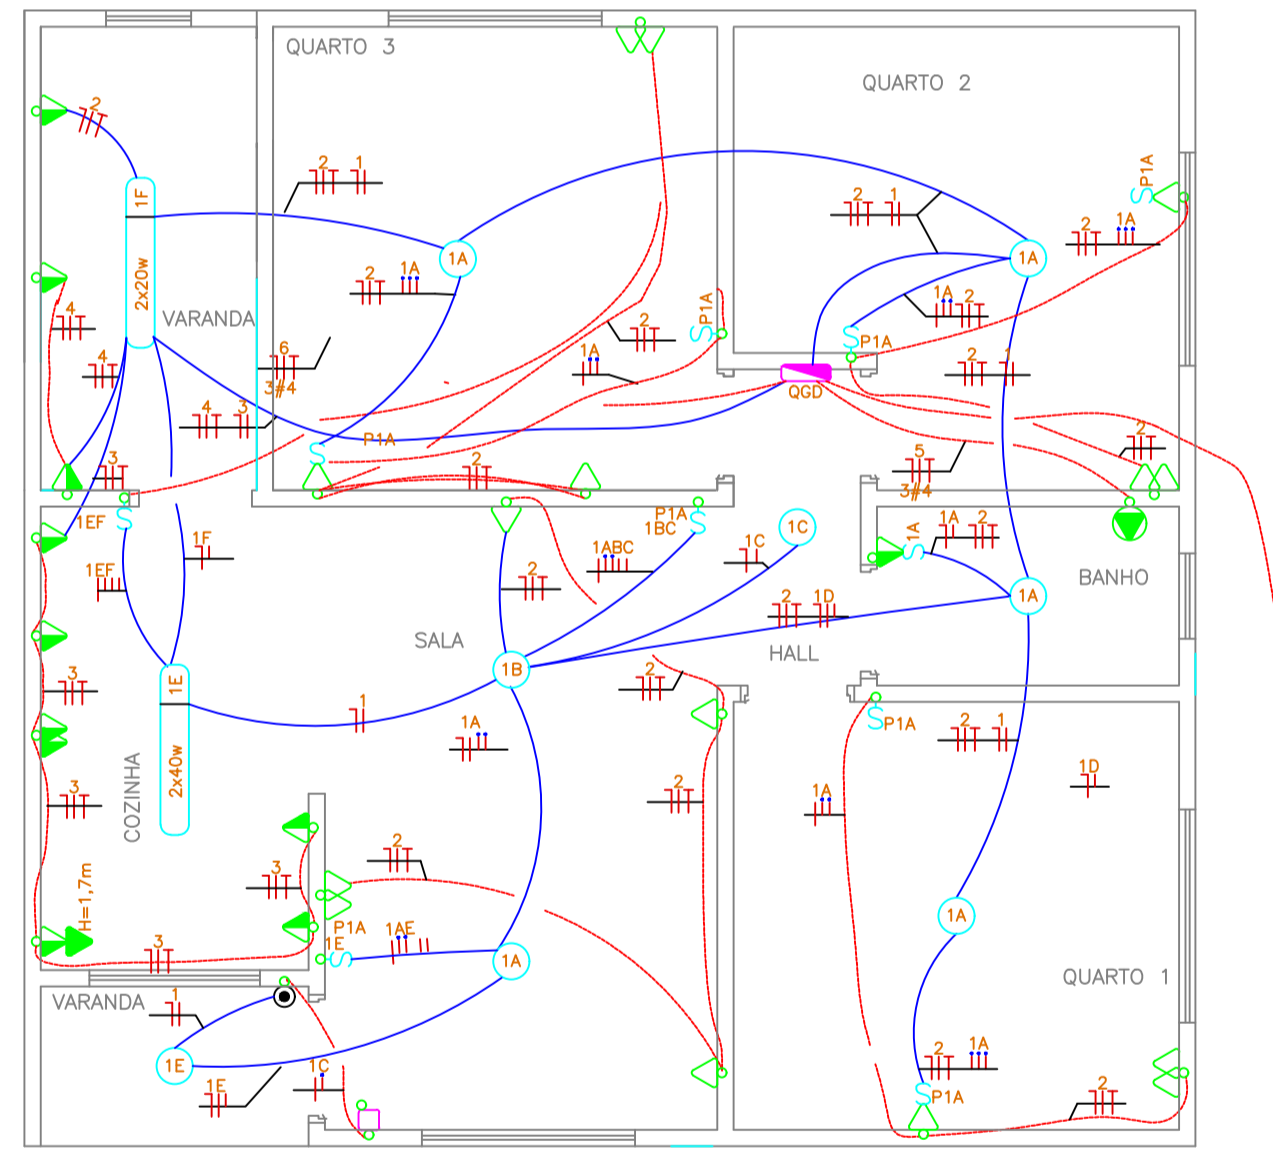 QUARTO 3
QUARTO 2
2
1F
2x20w
2 1
1A
2 1A
2 1
1A
P1A
2 1A
VARANDA
4
4
6
3#4
2
1A
P1A
1A 2
P1A
QGD
2 1
4 3
P1A
3
2
5
3#4
2
1EF
1F
1EF
P1A
1BC
1C
1ABC
1C
2
1A
1A 2
BANHO
1A
2 1D
SALA
HALL
1B
1E
2x40w
1
1A
2
P1A
2 1
3
COZINHA
3
2
1A
1D
2
3
H=1,7m
P1A
1E
1AE
1A
1A
3
QUARTO 1
VARANDA
1
1E
1E
1C
2 1A
P1A
2